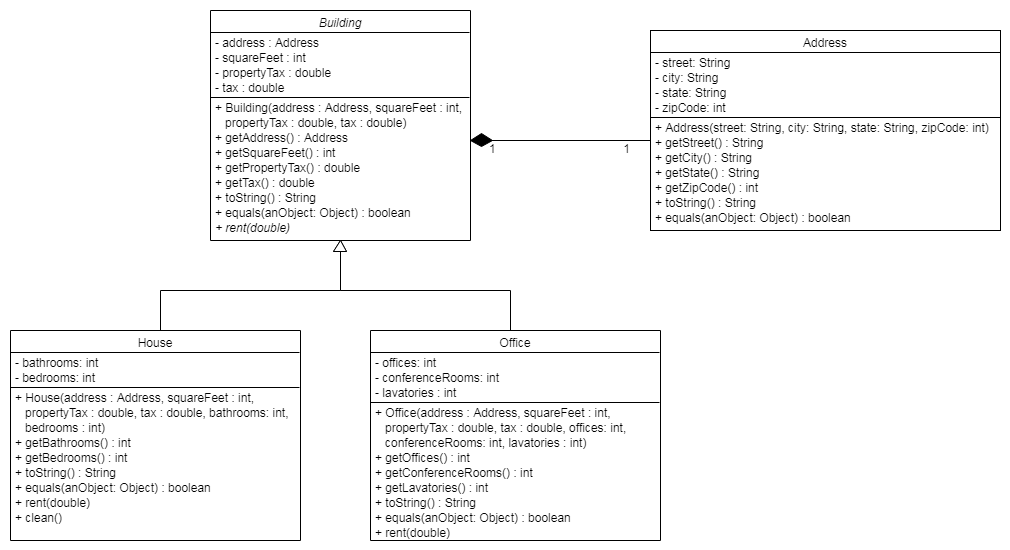 Building
- address : Address
- squareFeet : int
- propertyTax : double
- tax : double
+ Building(address : Address, squareFeet : int,
propertyTax : double, tax : double)
+ getAddress() : Address
+ getSquareFeet() : int
+ getPropertyTax() : double
+ getTax() : double
+ toString() : String
+ equals(anObject: Object) : boolean
+ rent(double)
1
1
Address
- street: String
- city: String
- state: String
- zipCode: int
+ Address(street: String, city: String, state: String, zipCode: int)
+ getStreet() : String
+ getCity() : String
+ getState() : String
+ getZipCode() : int
+ toString() : String
+ equals(anObject: Object) : boolean
House
- bathrooms: int
- bedrooms: int
+ House(address : Address, squareFeet : int,
propertyTax : double, tax : double, bathrooms: int,
bedrooms : int)
+ getBathrooms() : int
+ getBedrooms() : int
+ toString() : String
+ equals(anObject: Object) : boolean
+ rent(double)
+ clean()
Office
- offices: int
- conferenceRooms: int
- lavatories : int
+ Office(address : Address, squareFeet : int,
propertyTax : double, tax : double, offices: int,
conferenceRooms: int, lavatories : int)
+ getOffices() : int
+ getConferenceRooms() : int
+ getLavatories() : int
+ toString() : String
+ equals(anObject: Object) : boolean
+ rent(double)